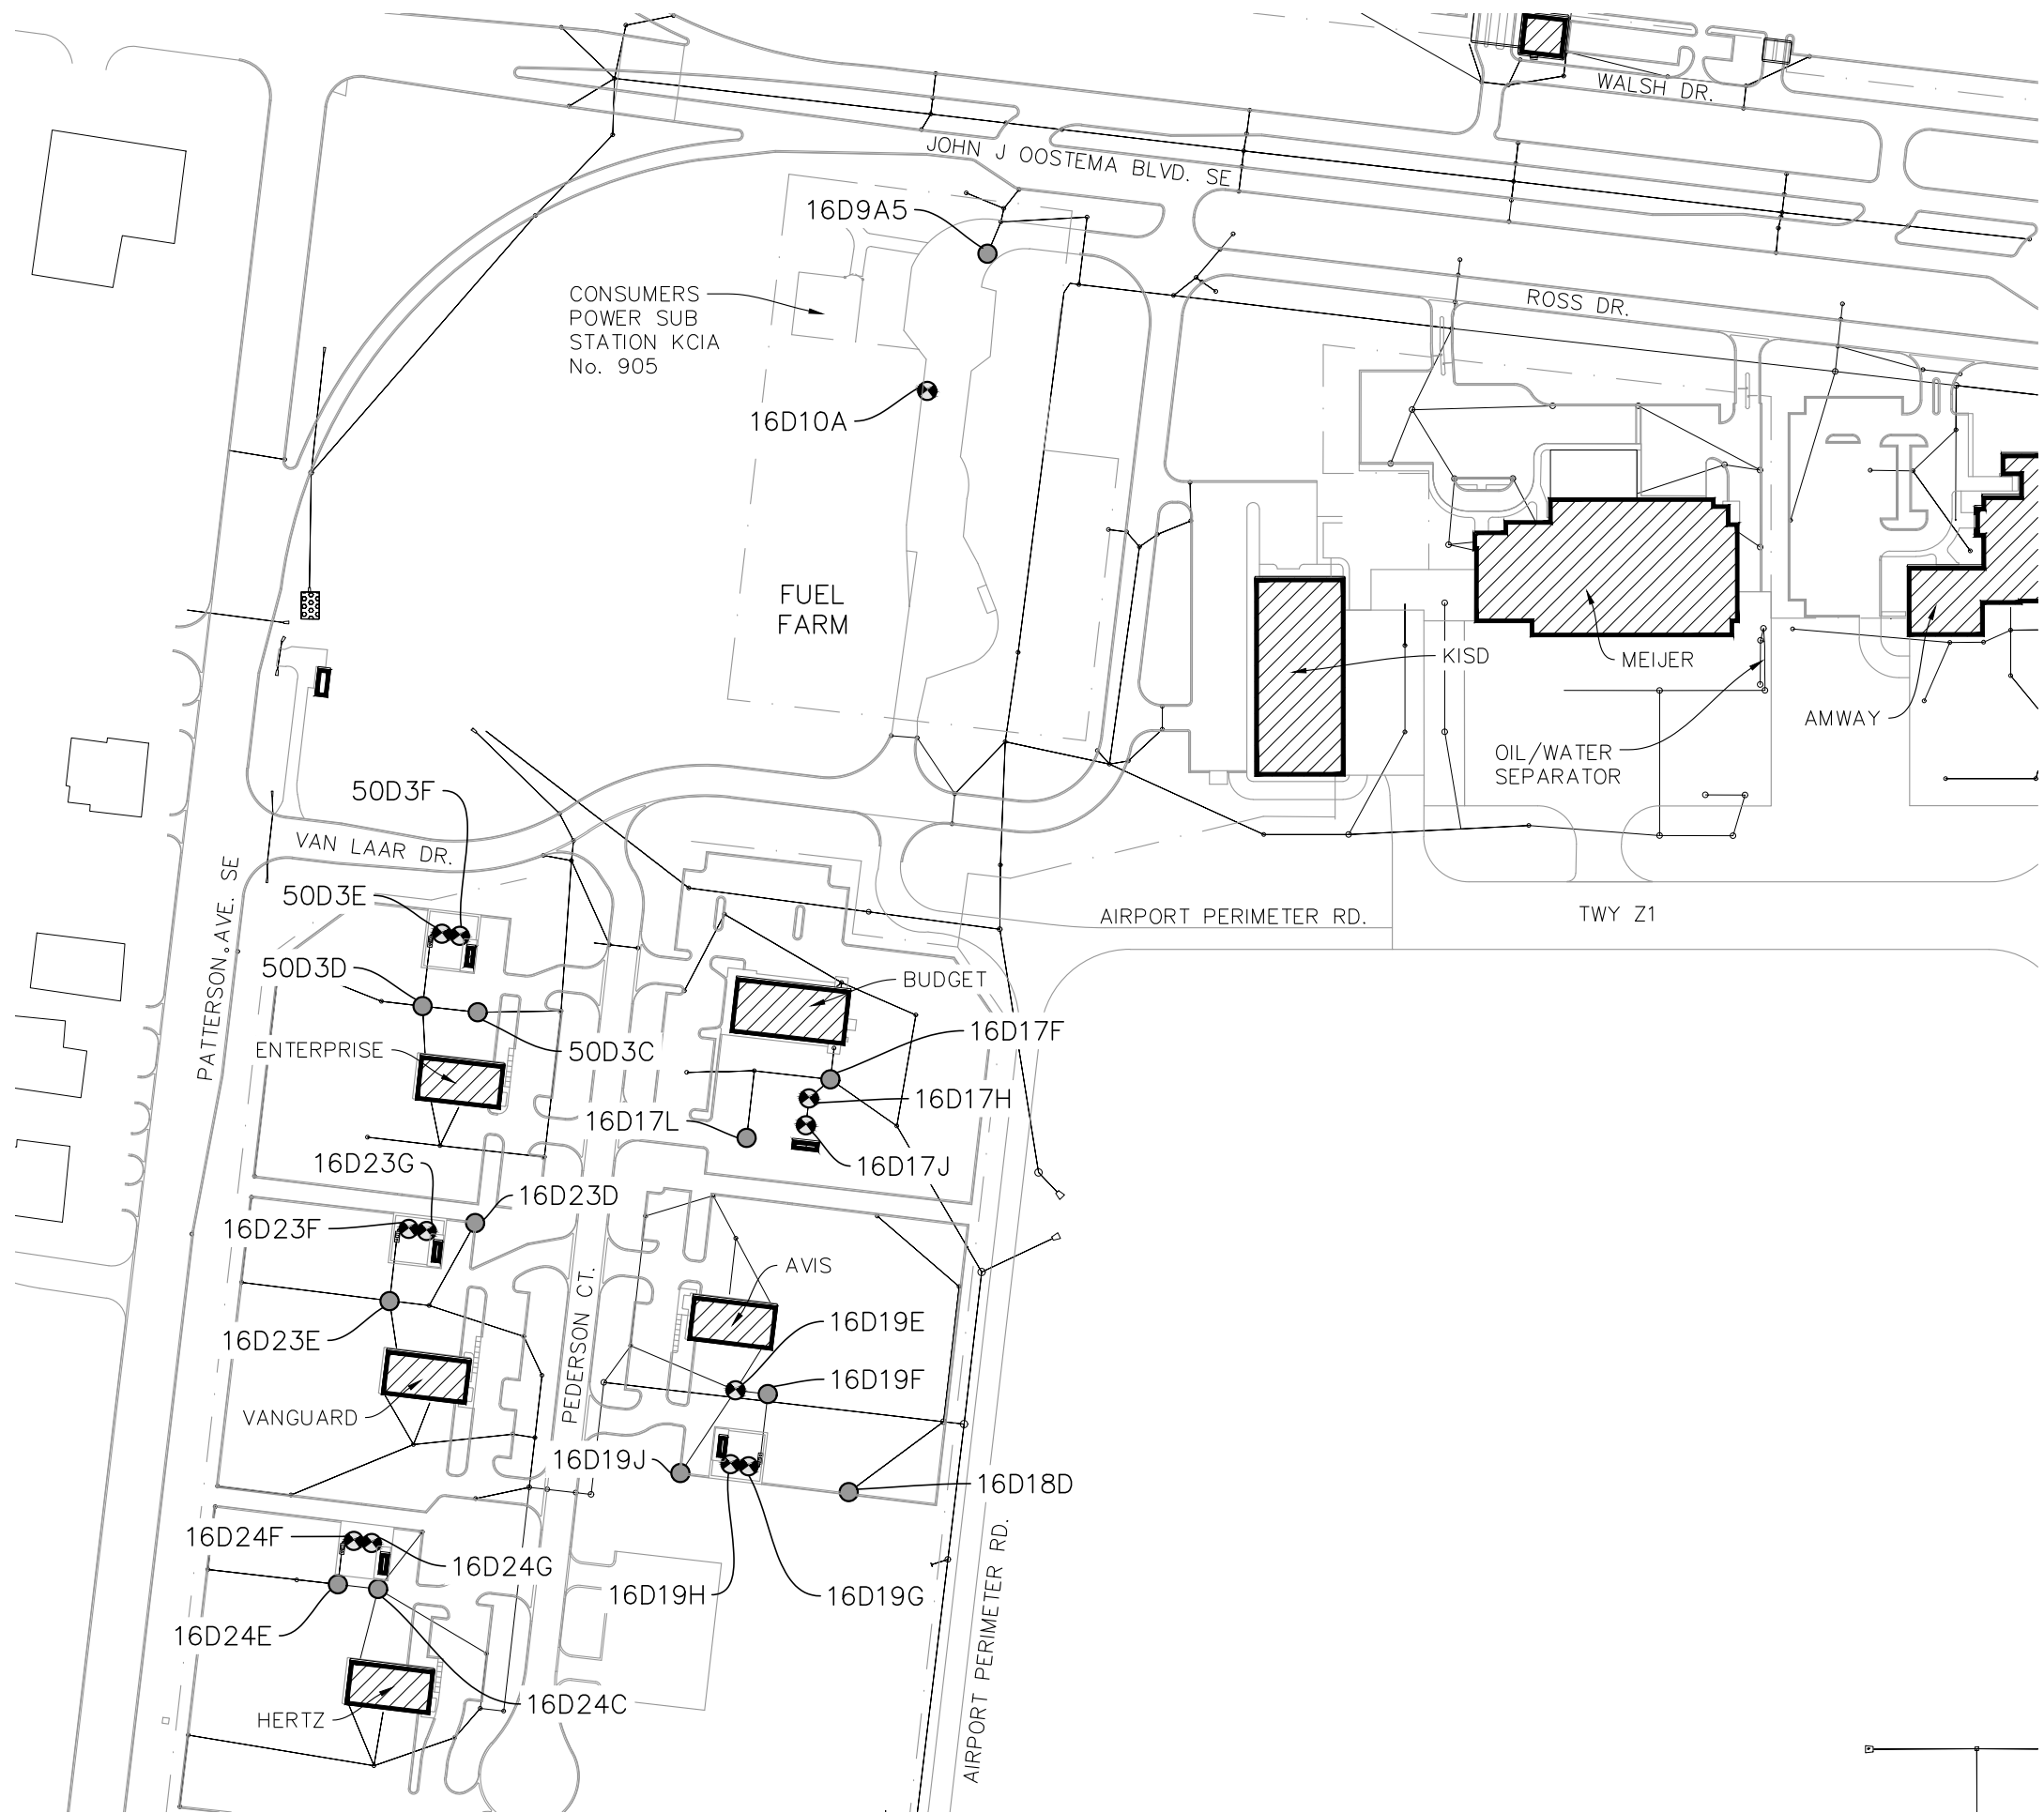 WALSH DR.
JOHN J OOSTEMA BLVD. SE
16D9A5
CONSUMERS
POWER SUB
STATION KCIA
No. 905
ROSS DR.
16D10A
FUEL
FARM
KISD
MEIJER
AMWAY
OIL/WATER
SEPARATOR
50D3F
VAN LAAR DR.
PATTERSON AVE. SE
50D3E
AIRPORT PERIMETER RD.
TWY Z1
50D3D
BUDGET
16D17F
50D3C
ENTERPRISE
16D17H
16D17L
16D23G
16D17J
16D23D
16D23F
AVIS
PEDERSON CT.
16D19E
16D23E
16D19F
VANGUARD
16D19J
16D18D
16D24F
16D24G
16D19H
16D19G
AIRPORT PERIMETER RD.
16D24E
16D24C
HERTZ